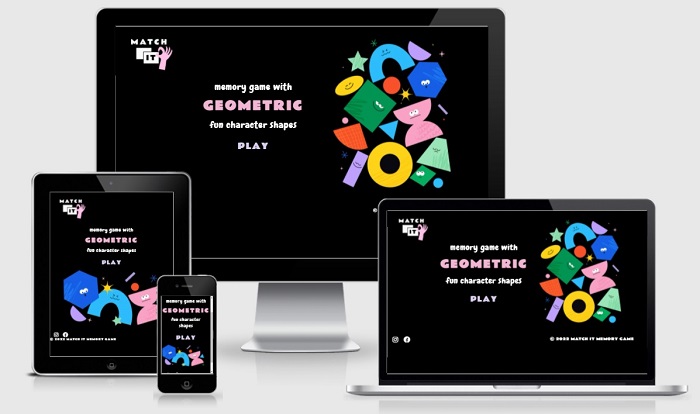 MATCH
IT
memory game with
GEOMETRIC
fun character shapes
PLAY
MATCH
IT
memory game with
GEOMETRIC
fun character shapes
PLAY
© 2022 MATCH IT MEMORY GAME
memory game with
GEOMETRIC
fun character
shapes
PLAY
MATCH
IT
memory game with
GEOMETRIC
fun character shapes
PLAY
© 2022 MATCH IT MEMORY GAME